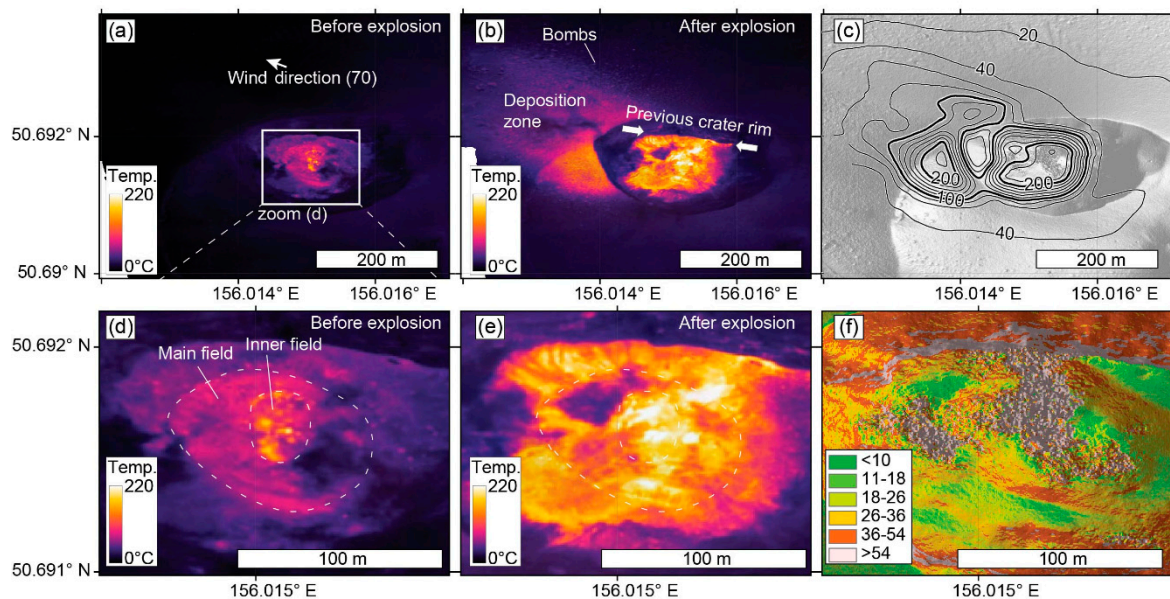 (a)
Before explosion
Wind direction (70)
Temp.
220
0°C
zoom (d)
200 m
(b)
After explosion
Bombs
Deposition
zone
Previous crater rim
Temp.
220
0°C
200 m
(c)
20
40
200
200
100
40
200 m
50.692° N
50.69° N
156.014° E
156.016° E
156.014° E
156.016° E
156.014° E
156.016° E
(d)
Before explosion
Main field
Inner field
Temp.
220
0°C
100 m
(e)
After explosion
Temp.
220
0°C
100 m
(f)
<10
11-18
18-26
26-36
36-54
>54
100 m
50.692° N
50.691° N
156.015° E
156.015° E
156.015° E